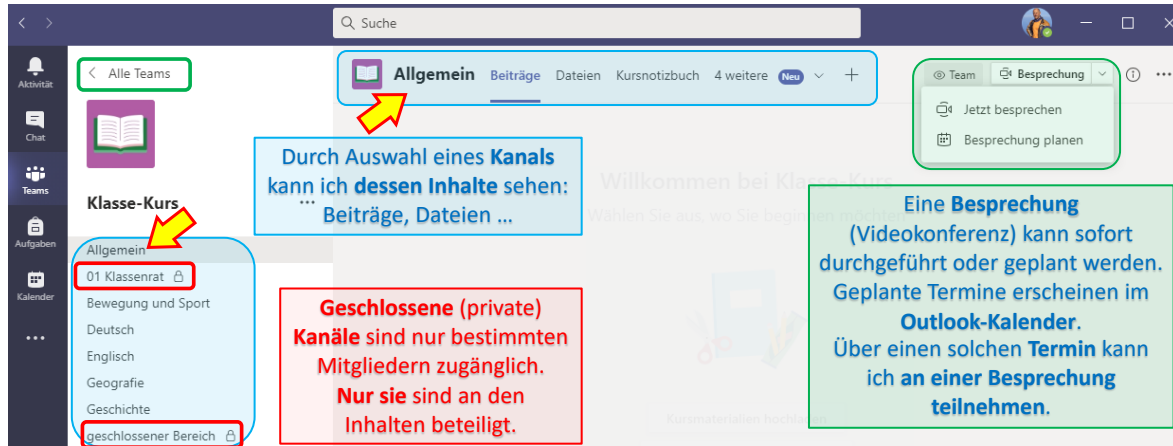 Suche
Aktivität
Chat
Teams
Aufgaben
Kalender
Alle Teams
Klasse-Kurs
Allgemein
01 Klassenrat
Bewegung und Sport
Deutsch
Englisch
Geografie
Geschichte
geschlossener Bereich
Allgemein Beiträge Dateien Kursnotizbuch 4 weitere Neu
Team Besprechung
Jetzt besprechen
Besprechung planen
Durch Auswahl eines Kanals
kann ich dessen Inhalte sehen:
Beiträge, Dateien …
Willkommen bei Klasse-Kurs
Wählen Sie aus, wo Sie beginnen möchten
Geschlossene (private)
Kanäle sind nur bestimmten
Mitgliedern zugänglich.
Nur sie sind an den
Inhalten beteiligt.
Kursmaterialien hochladen
Eine Besprechung
(Videokonferenz) kann sofort
durchgeführt oder geplant werden.
Geplante Termine erscheinen im
Outlook-Kalender.
Über einen solchen Termin kann
ich an einer Besprechung
teilnehmen.